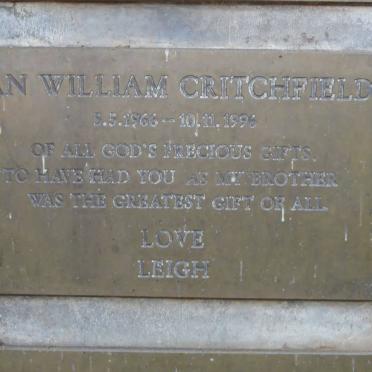 AN WILLIAM CRITCHFIELD
5.5.1966 - 10.11.1996
OF ALL GOD'S PRECIOUS GIFTS.
TO HAVE HAD YOU AS MY BROTHER
WAS THE GREATEST GIFT OF ALL.
LOVE
LEIGH